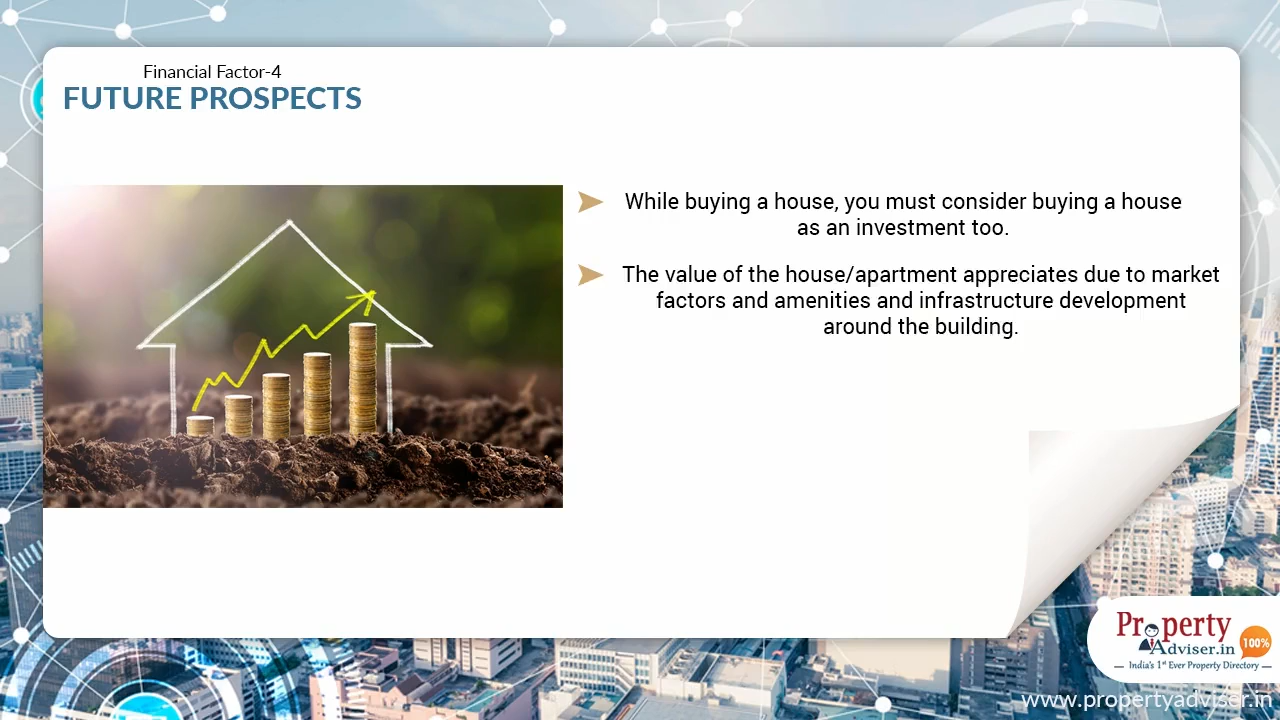 Financial Factor-4
FUTURE PROSPECTS
While buying a house, you must consider buying a house
as an investment too.
The value of the house/apartment appreciates due to market
factors and amenities and infrastructure development
around the building.
Property
Adviser.in
100%
India's 1st Ever Property Directory
www.propertyadviser.in